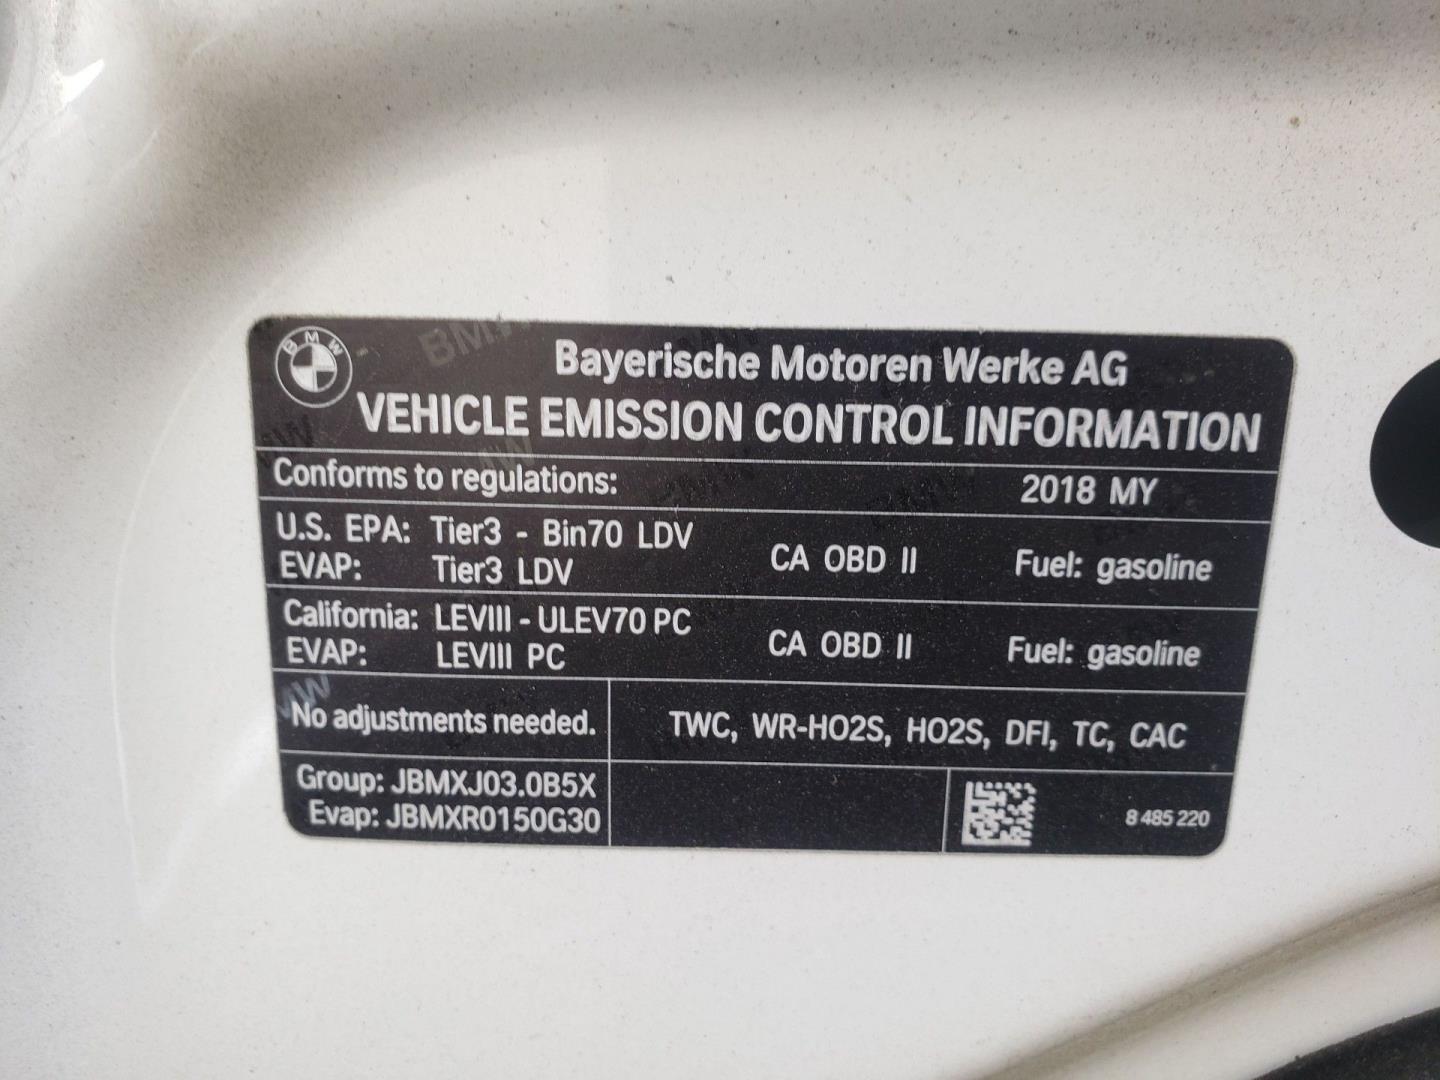 BMW
Bayerische Motoren Werke AG
VEHICLE EMISSION CONTROL INFORMATION
Conforms to regulations: 2018 MY
U.S. EPA: Tier3 - Bin70 LDV
EVAP: Tier3 LDV
CA OBD II
Fuel: gasoline
California: LEVIII - ULEV70 PC
EVAP: LEVIII PC
CA OBD II
Fuel: gasoline
No adjustments needed.
TWC, WR-HO2S, HO2S, DFI, TC, CAC
Group: JBMXJ03.0B5X
Evap: JBMXR0150G30
8 485 220